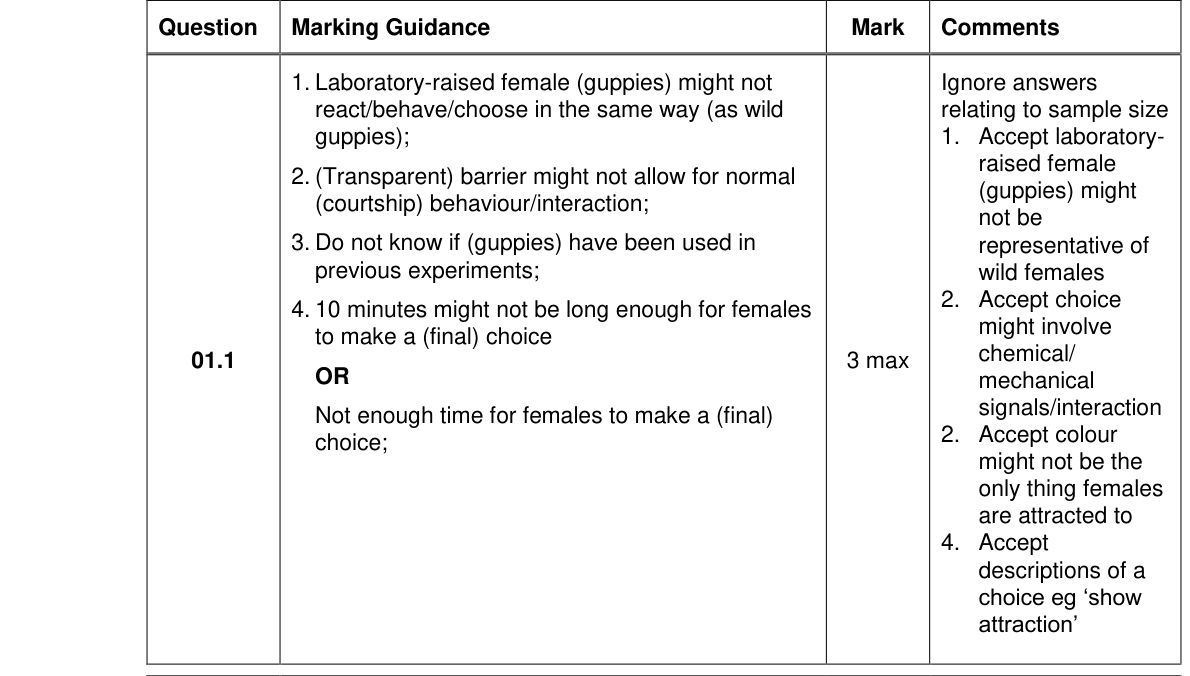 Question Marking Guidance Mark Comments
01.1
1. Laboratory-raised female (guppies) might not
react/behave/choose in the same way (as wild
guppies);
2. (Transparent) barrier might not allow for normal
(courtship) behaviour/interaction;
3. Do not know if (guppies) have been used in
previous experiments;
4. 10 minutes might not be long enough for females
to make a (final) choice
OR
Not enough time for females to make a (final)
choice;
3 max
Ignore answers
relating to sample size
1. Accept laboratory-
raised female
(guppies) might
not be
representative of
wild females
2. Accept choice
might involve
chemical/
mechanical
signals/interaction
2. Accept colour
might not be the
only thing females
are attracted to
4. Accept
descriptions of a
choice eg ‘show
attraction’